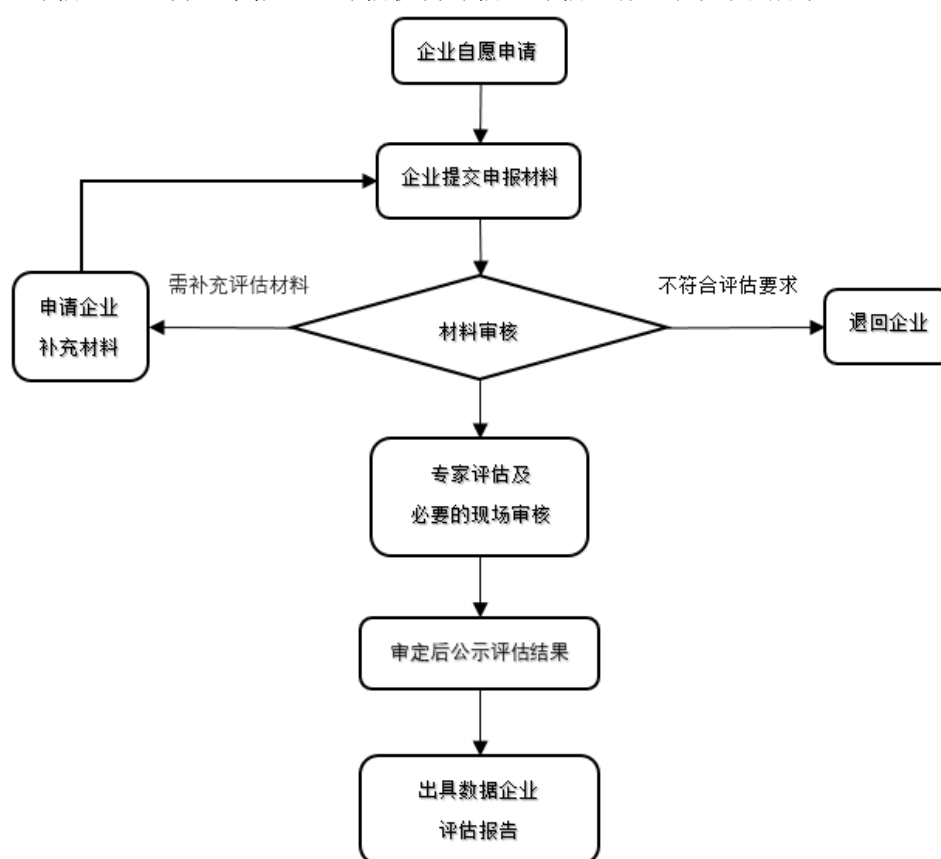 企业自愿申请
企业提交申报材料
需补充评估材料
不符合评估要求
申请企业
补充材料
材料审核
退回企业
专家评估及
必要的现场审核
审定后公示评估结果
出具数据企业
评估报告